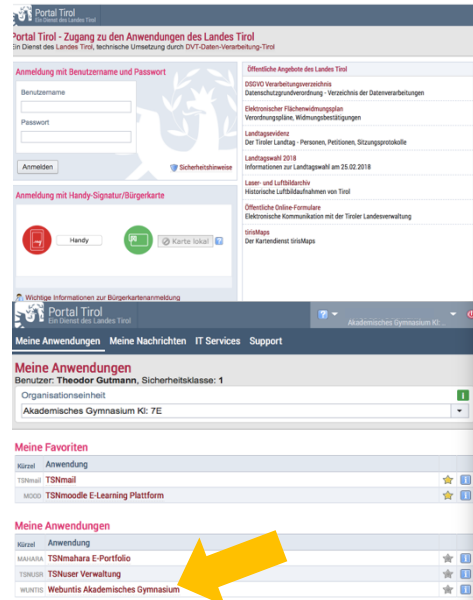 Portal Tirol
Ein Dienst des Landes Tirol
Portal Tirol - Zugang zu den Anwendungen des Landes Tirol
Ein Dienst des Landes Tirol, technische Umsetzung durch DVT-Daten-Verarbeitung-Tirol
Anmeldung mit Benutzername und Passwort
Benutzername
Passwort
Anmelden
Sicherheitshinweise
Anmeldung mit Handy-Signatur/Bürgerkarte
Handy
Karte lokal
Wichtige Informationen zur Bürgerkartenanmeldung
Öffentliche Angebote des Landes Tirol
DSGVO Verarbeitungsverzeichnis
Datenschutzgrundverordnung - Verzeichnis der Datenverarbeitungen
Elektronischer Flächenwidmungsplan
Verordnungspläne, Widmungsbestätigungen
Landtagsevidenz
Der Tiroler Landtag - Personen, Petitionen, Sitzungsprotokolle
Landtagswahl 2018
Informationen zur Landtagswahl am 25.02.2018
Laser- und Luftbildarchiv
Historische Luftbildaufnahmen von Tirol
Öffentliche Online-Formulare
Elektronische Kommunikation mit der Tiroler Landesverwaltung
tirisMaps
Der Kartendienst tirisMaps
Portal Tirol
Ein Dienst des Landes Tirol
Akademisches Gymnasium KI: ...
Meine Anwendungen Meine Nachrichten IT Services Support
Meine Anwendungen
Benutzer: Theodor Gutmann, Sicherheitsklasse: 1
Organisationseinheit
Akademisches Gymnasium KI: 7E
Meine Favoriten
Kürzel Anwendung
TSNmail TSNmail
MOOD TSNmoodle E-Learning Plattform
Meine Anwendungen
Kürzel Anwendung
MAHARA TSNmahara E-Portfolio
TSNUSR TSNuser Verwaltung
WUNTIS Webuntis Akademisches Gymnasium